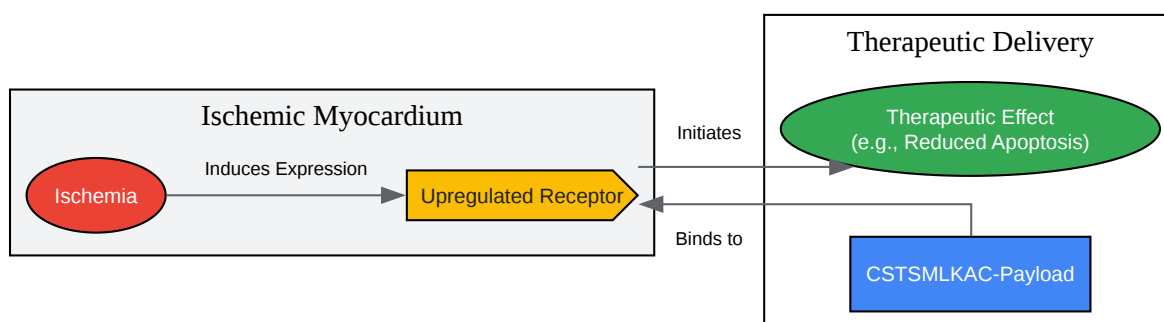 Therapeutic Delivery
Ischemic Myocardium
Therapeutic Effect
(e.g., Reduced Apoptosis)
Initiates
Induces Expression
Ischemia
Upregulated Receptor
Binds to
CSTSMLKAC-Payload